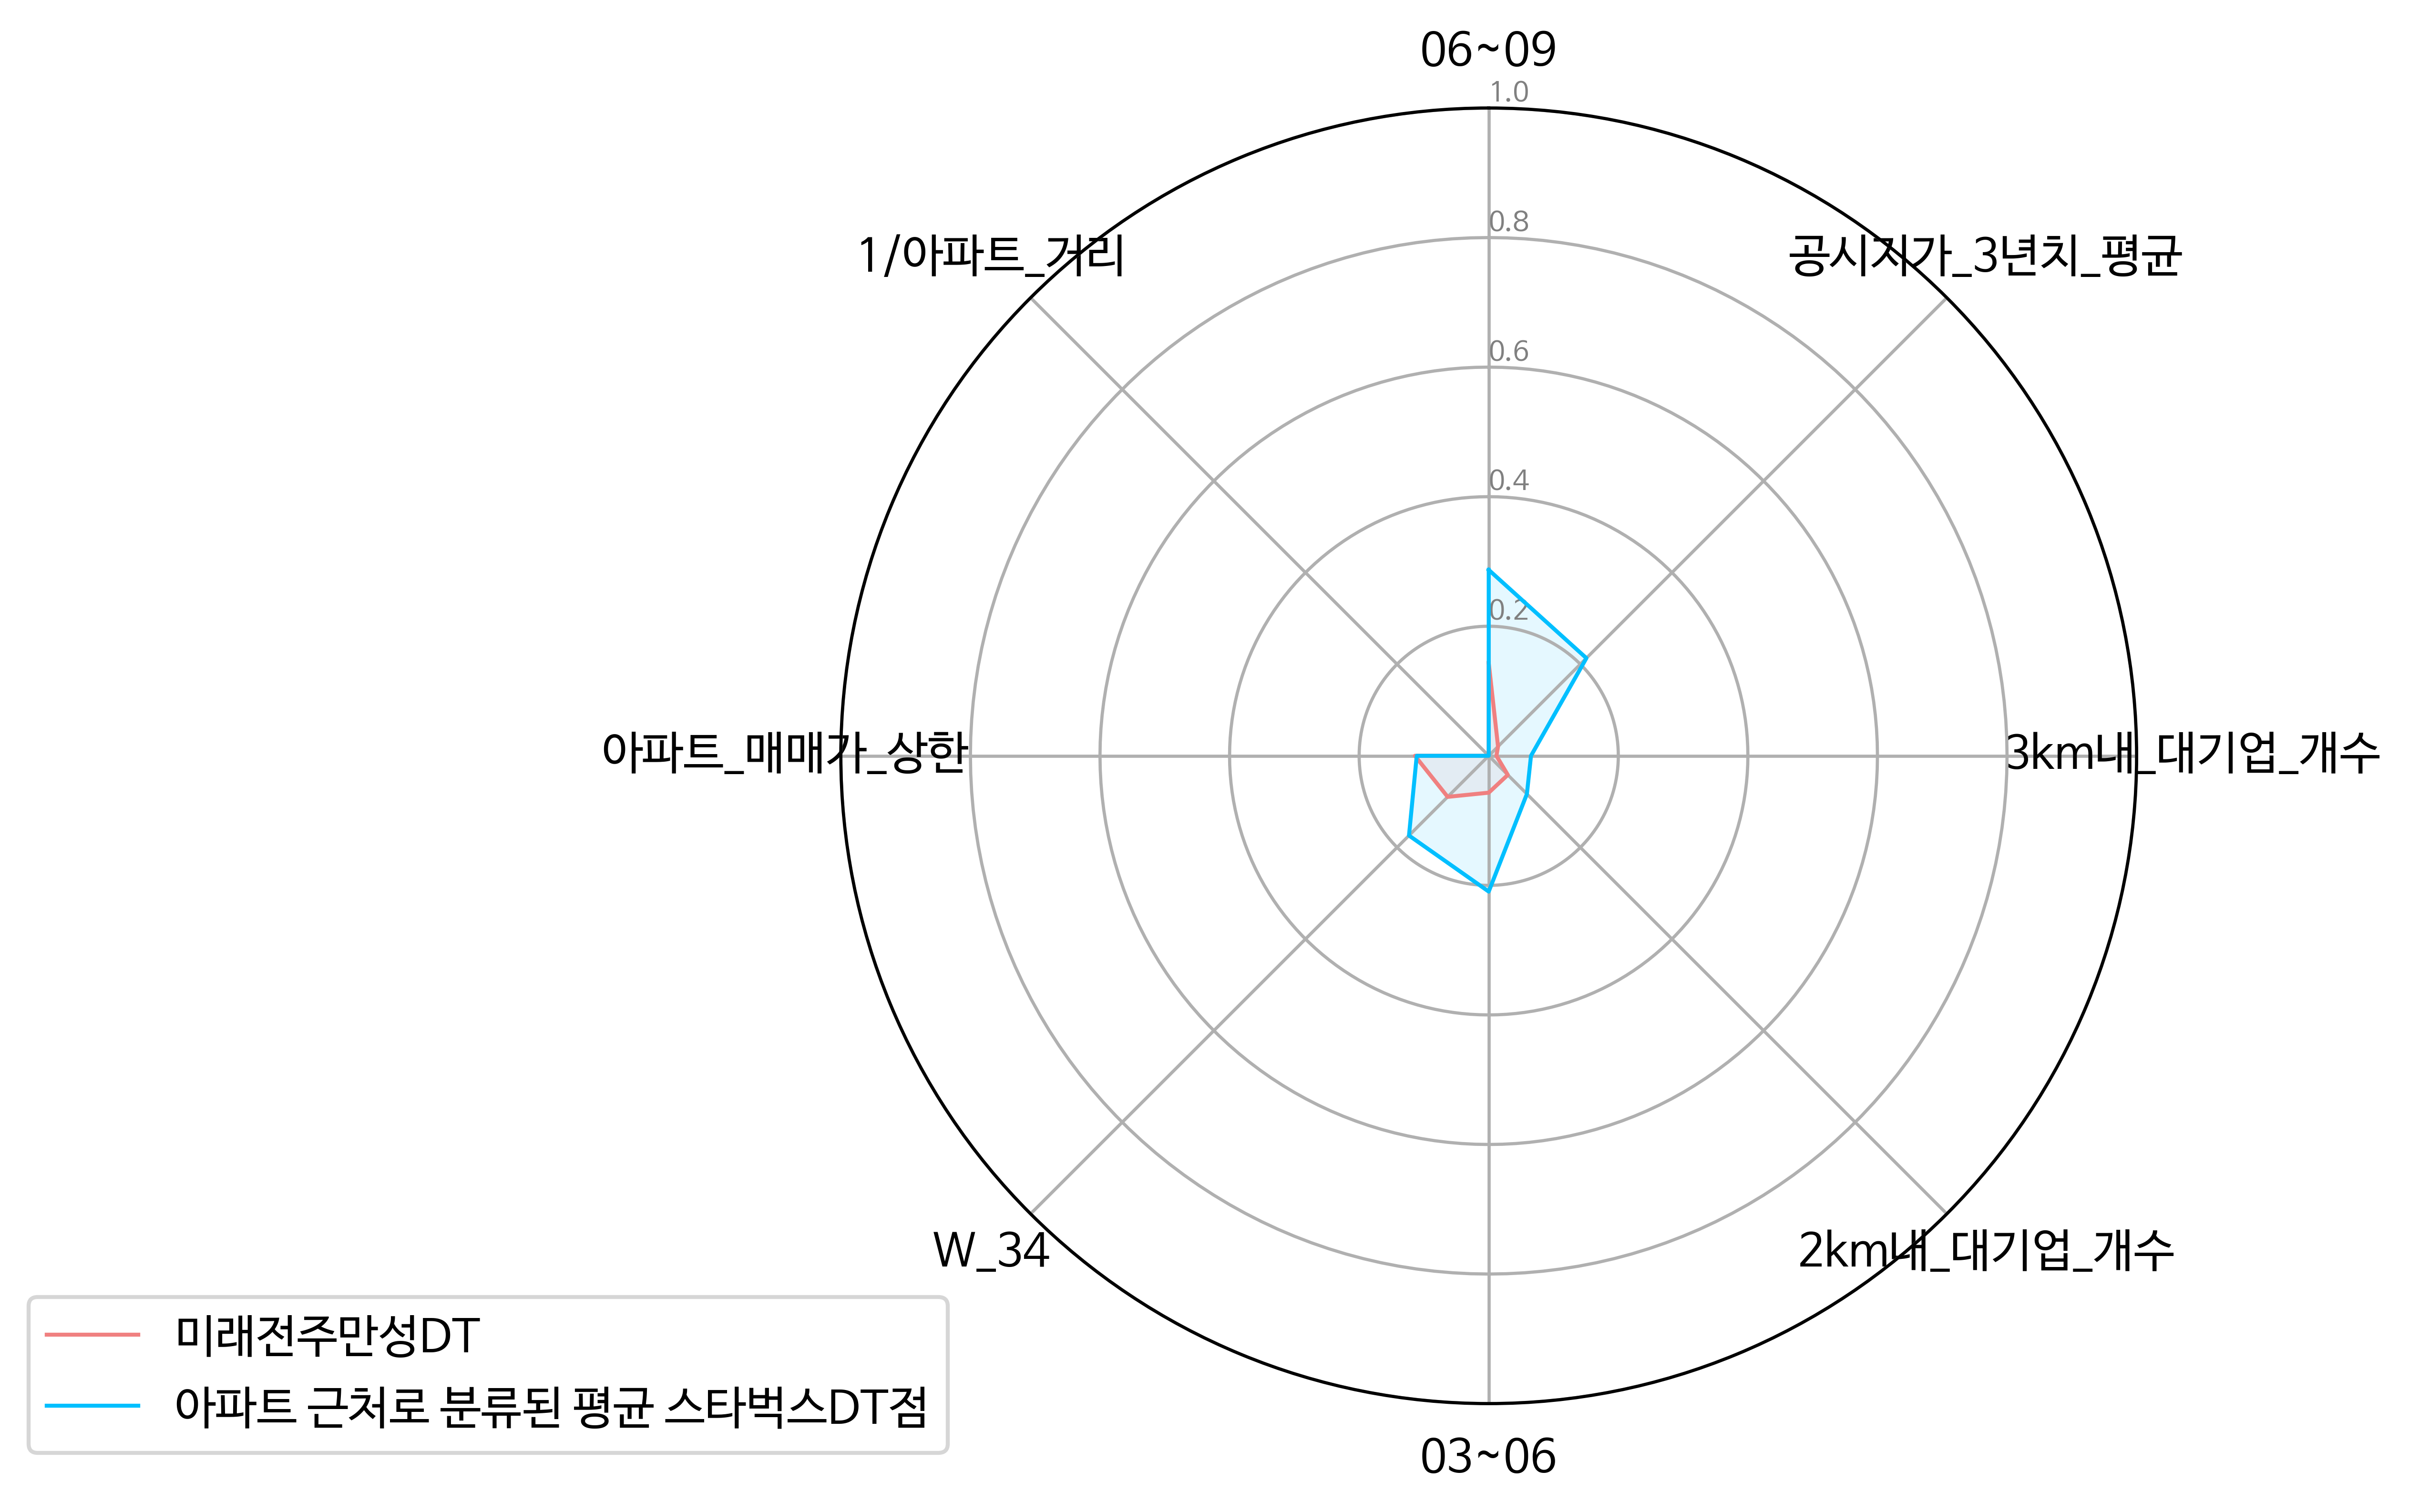 06~09
1.0
1/아파트_거리
공시지가_3년치_평균
0.8
0.6
0.4
0.2
아파트_매매가_상한
3km내_대기업_개수
W_34
2km내_대기업_개수
03~06
미래전주만성DT
아파트 근처로 분류된 평균 스타벅스DT점